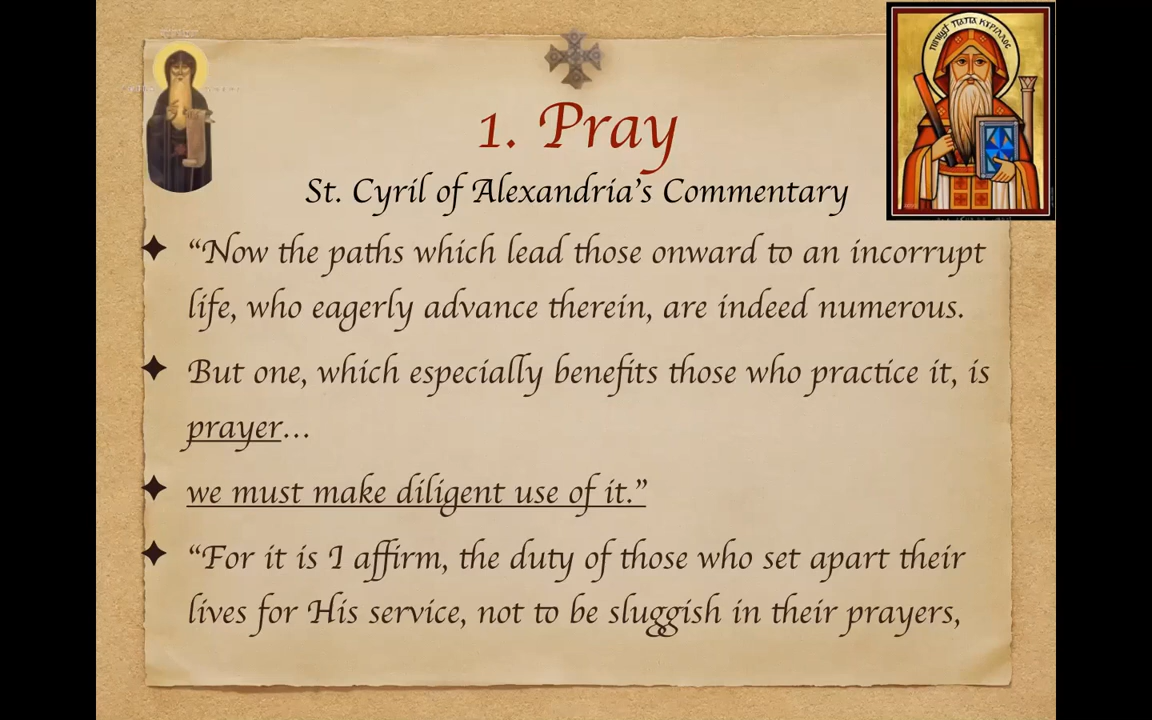 1. Pray
St. Cyril of Alexandria's Commentary
"Now the paths which lead those onward to an incorrupt
life, who eagerly advance therein, are indeed numerous.
But one, which especially benefits those who practice it, is
prayer...
we must make diligent use of it."
"For it is I affirm, the duty of those who set apart their
lives for His service, not to be sluggish in their prayers,